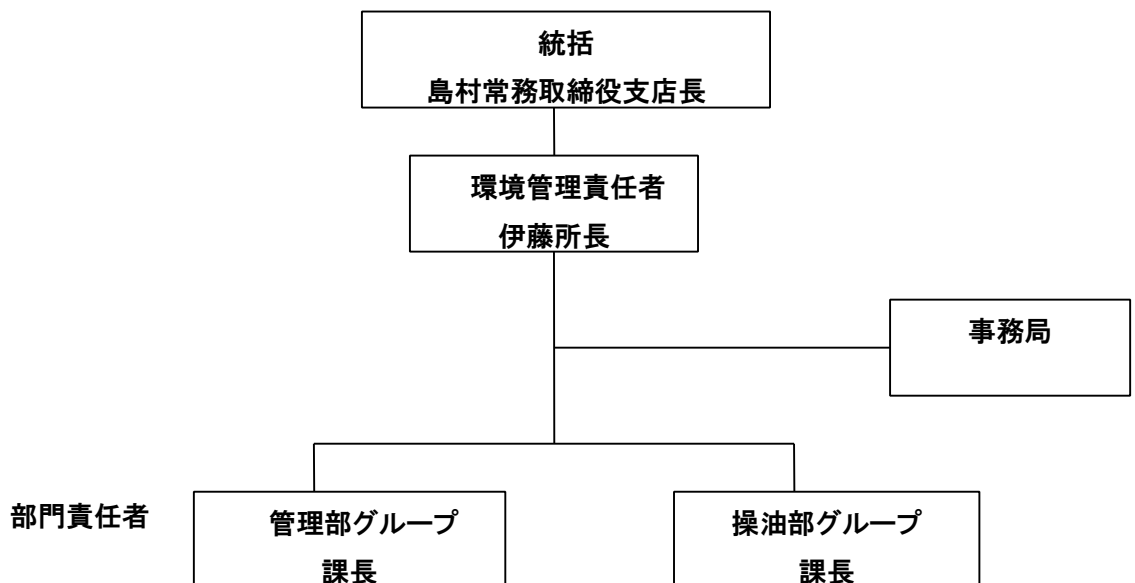 統括
島村常務取締役支店長
環境管理責任者
伊藤所長
事務局
部門責任者
管理部グループ
課長
操油部グループ
課長